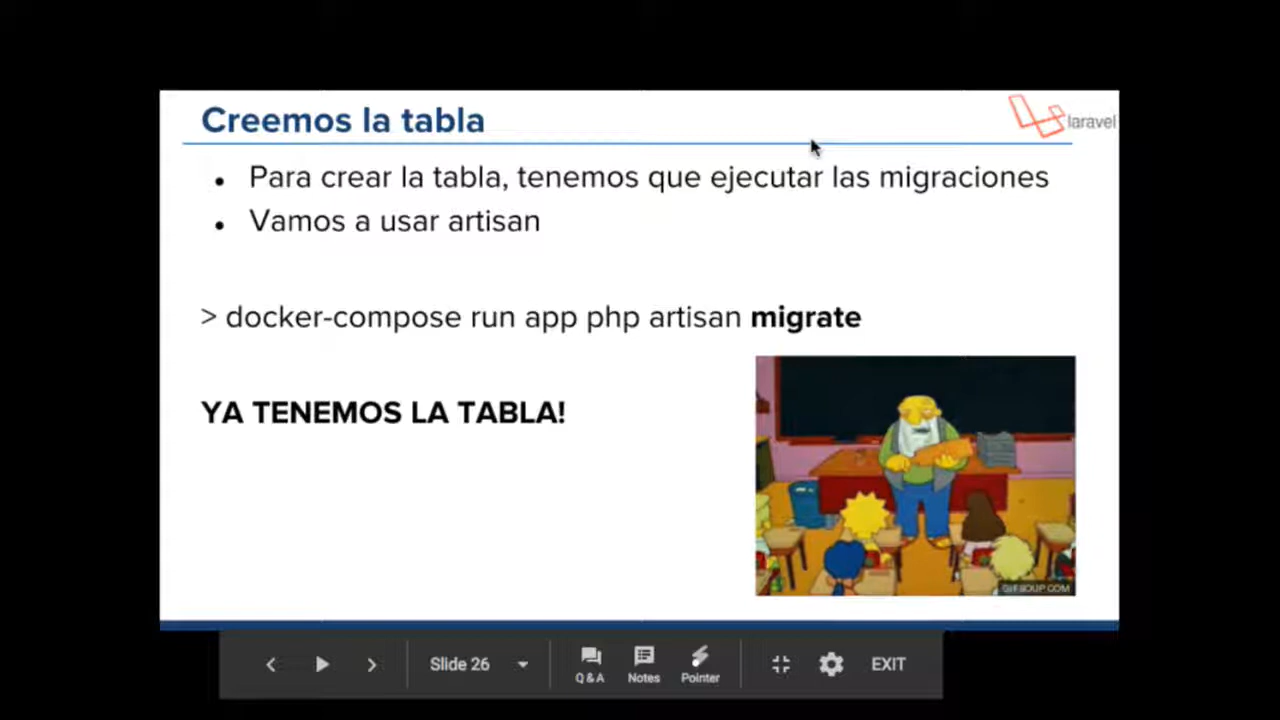 Creemos la tabla
laravel
• Para crear la tabla, tenemos que ejecutar las migraciones
• Vamos a usar artisan
> docker-compose run app php artisan migrate
YA TENEMOS LA TABLA!
GIFSOUP.COM
Slide 26
Q & A
Notes
Pointer
EXIT